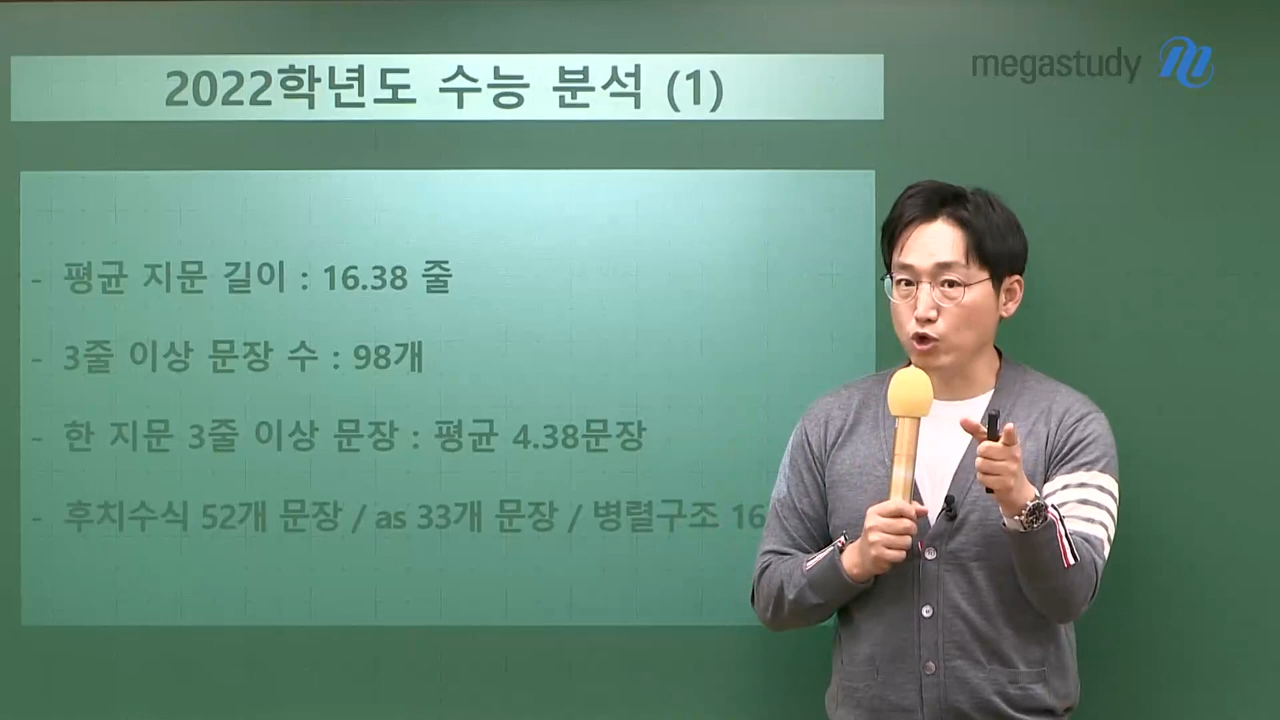 megastudy
2022학년도 수능 분석 (1)
- 평균 지문 길이 : 16.38 줄
- 3줄 이상 문장 수 : 98개
- 한 지문 3줄 이상 문장 : 평균 4.38문장
- 후치수식 52개 문장 / as 33개 문장 / 병렬구조 16